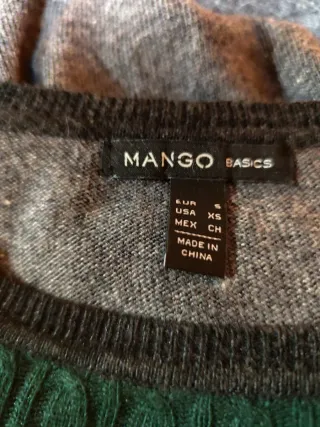 MANGO BASICS
EUR S
USA XS
MEX CH
MADE IN
CHINA